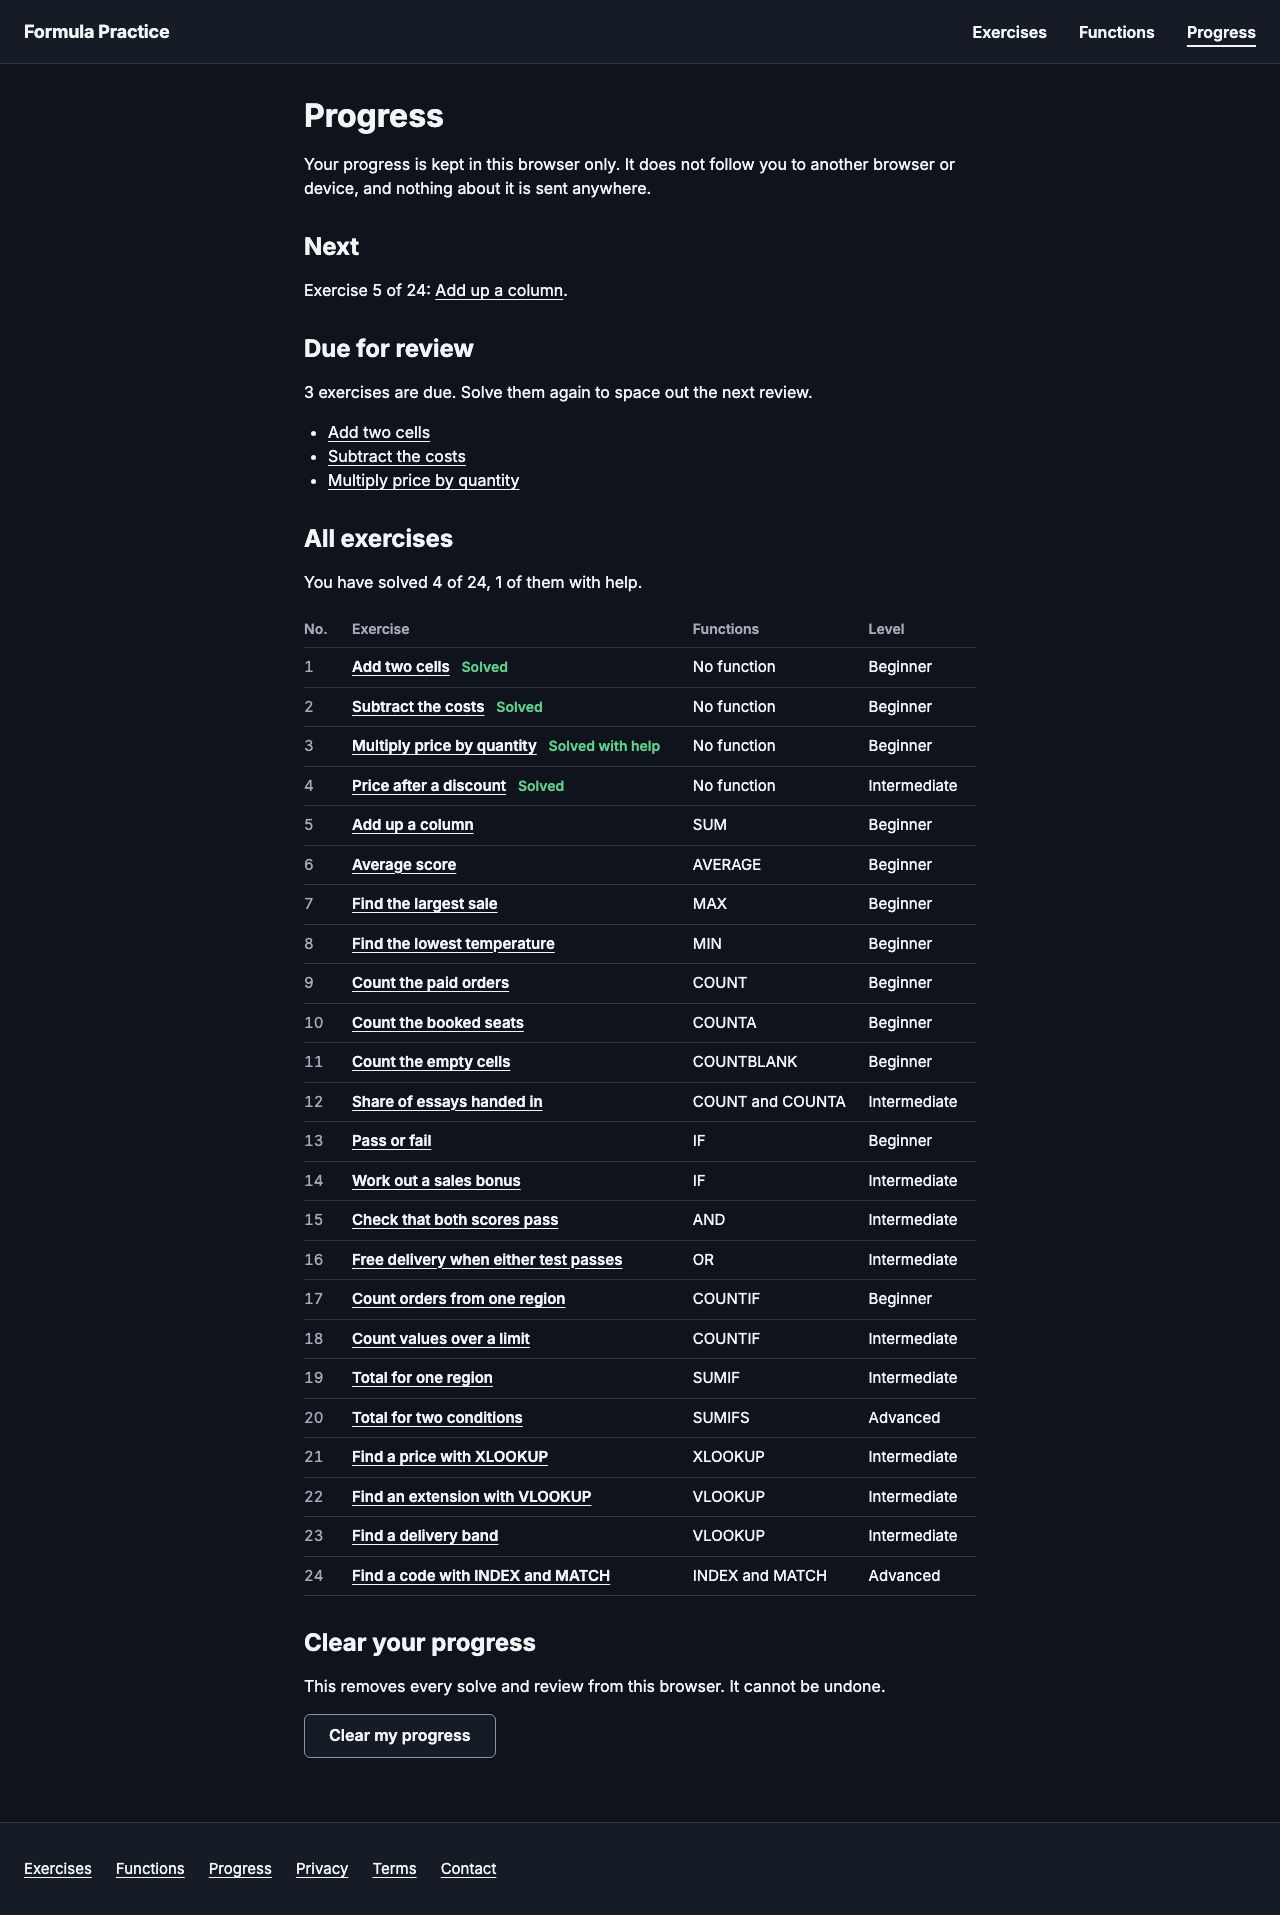 Formula Practice
Exercises Functions Progress
Progress
Your progress is kept in this browser only. It does not follow you to another browser or
device, and nothing about it is sent anywhere.
Next
Exercise 5 of 24: Add up a column.
Due for review
3 exercises are due. Solve them again to space out the next review.
• Add two cells
• Subtract the costs
• Multiply price by quantity
All exercises
You have solved 4 of 24, 1 of them with help.
No. Exercise Functions Level
1 Add two cells Solved No function Beginner
2 Subtract the costs Solved No function Beginner
3 Multiply price by quantity Solved with help No function Beginner
4 Price after a discount Solved No function Intermediate
5 Add up a column SUM Beginner
6 Average score AVERAGE Beginner
7 Find the largest sale MAX Beginner
8 Find the lowest temperature MIN Beginner
9 Count the paid orders COUNT Beginner
10 Count the booked seats COUNTA Beginner
11 Count the empty cells COUNTBLANK Beginner
12 Share of essays handed in COUNT and COUNTA Intermediate
13 Pass or fail IF Beginner
14 Work out a sales bonus IF Intermediate
15 Check that both scores pass AND Intermediate
16 Free delivery when either test passes OR Intermediate
17 Count orders from one region COUNTIF Beginner
18 Count values over a limit COUNTIF Intermediate
19 Total for one region SUMIF Intermediate
20 Total for two conditions SUMIFS Advanced
21 Find a price with XLOOKUP XLOOKUP Intermediate
22 Find an extension with VLOOKUP VLOOKUP Intermediate
23 Find a delivery band VLOOKUP Intermediate
24 Find a code with INDEX and MATCH INDEX and MATCH Advanced
Clear your progress
This removes every solve and review from this browser. It cannot be undone.
Clear my progress
Exercises Functions Progress Privacy Terms Contact